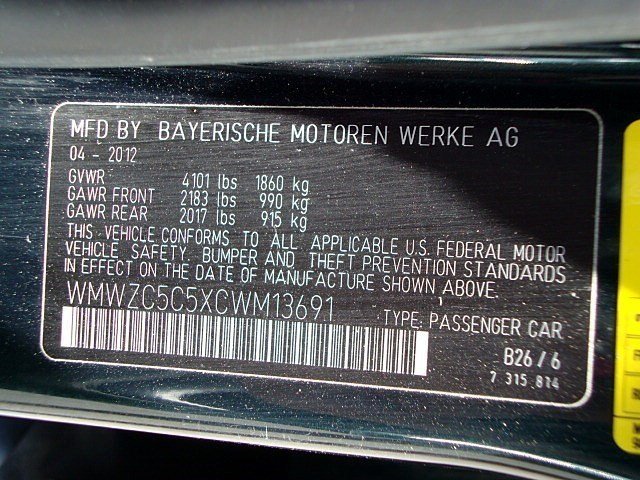 MFD BY BAYERISCHE MOTOREN WERKE AG
04 - 2012
GVWR 4101 lbs 1860 kg
GAWR FRONT 2183 lbs 990 kg
GAWR REAR 2017 lbs 915 kg
THIS VEHICLE CONFORMS TO ALL APPLICABLE U.S. FEDERAL MOTOR
VEHICLE SAFETY, BUMPER AND THEFT PREVENTION STANDARDS
IN EFFECT ON THE DATE OF MANUFACTURE SHOWN ABOVE.
WMWZC5C5XCWM13691
TYPE: PASSENGER CAR
B26 / 6
7 315 814